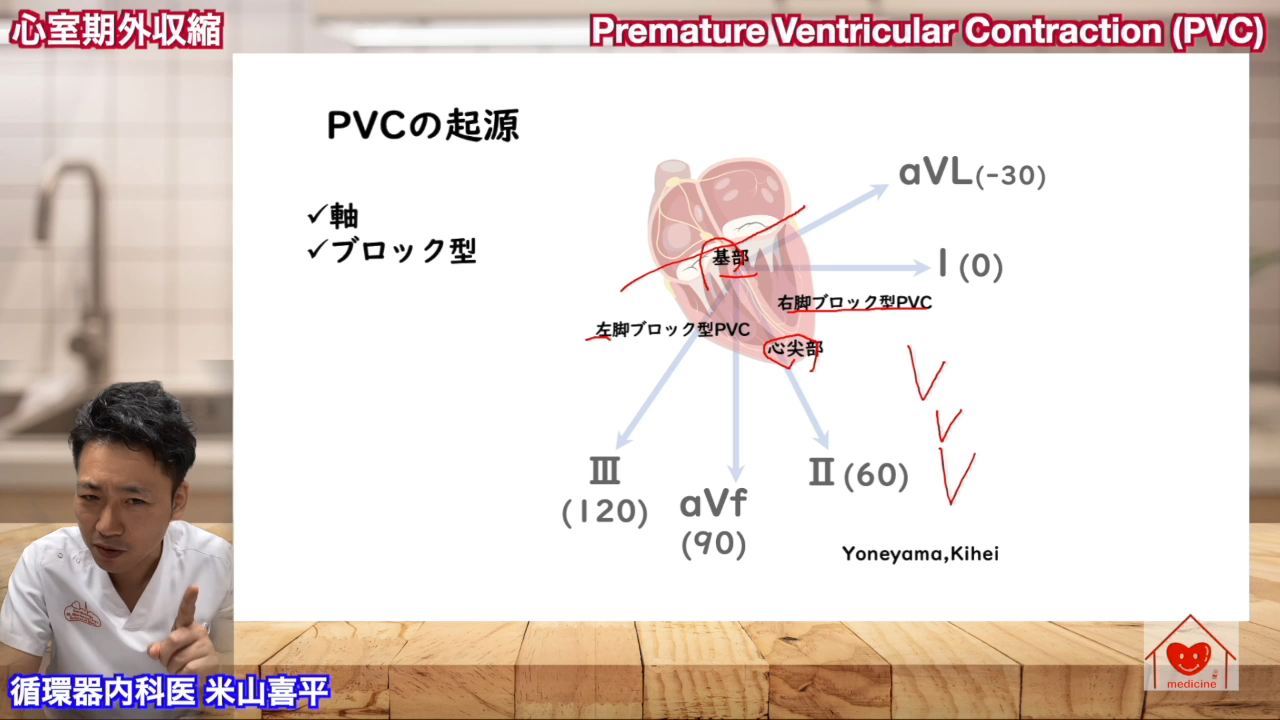 心室期外収縮
Premature Ventricular Contraction (PVC)
PVCの起源
✓軸
✓ブロック型
aVL(-30)
I (0)
基部
右脚ブロック型PVC
左脚ブロック型PVC
心尖部
III
(120)
aVf
(90)
II (60)
Yoneyama,Kihei
循環器内科医 米山喜平
medicine